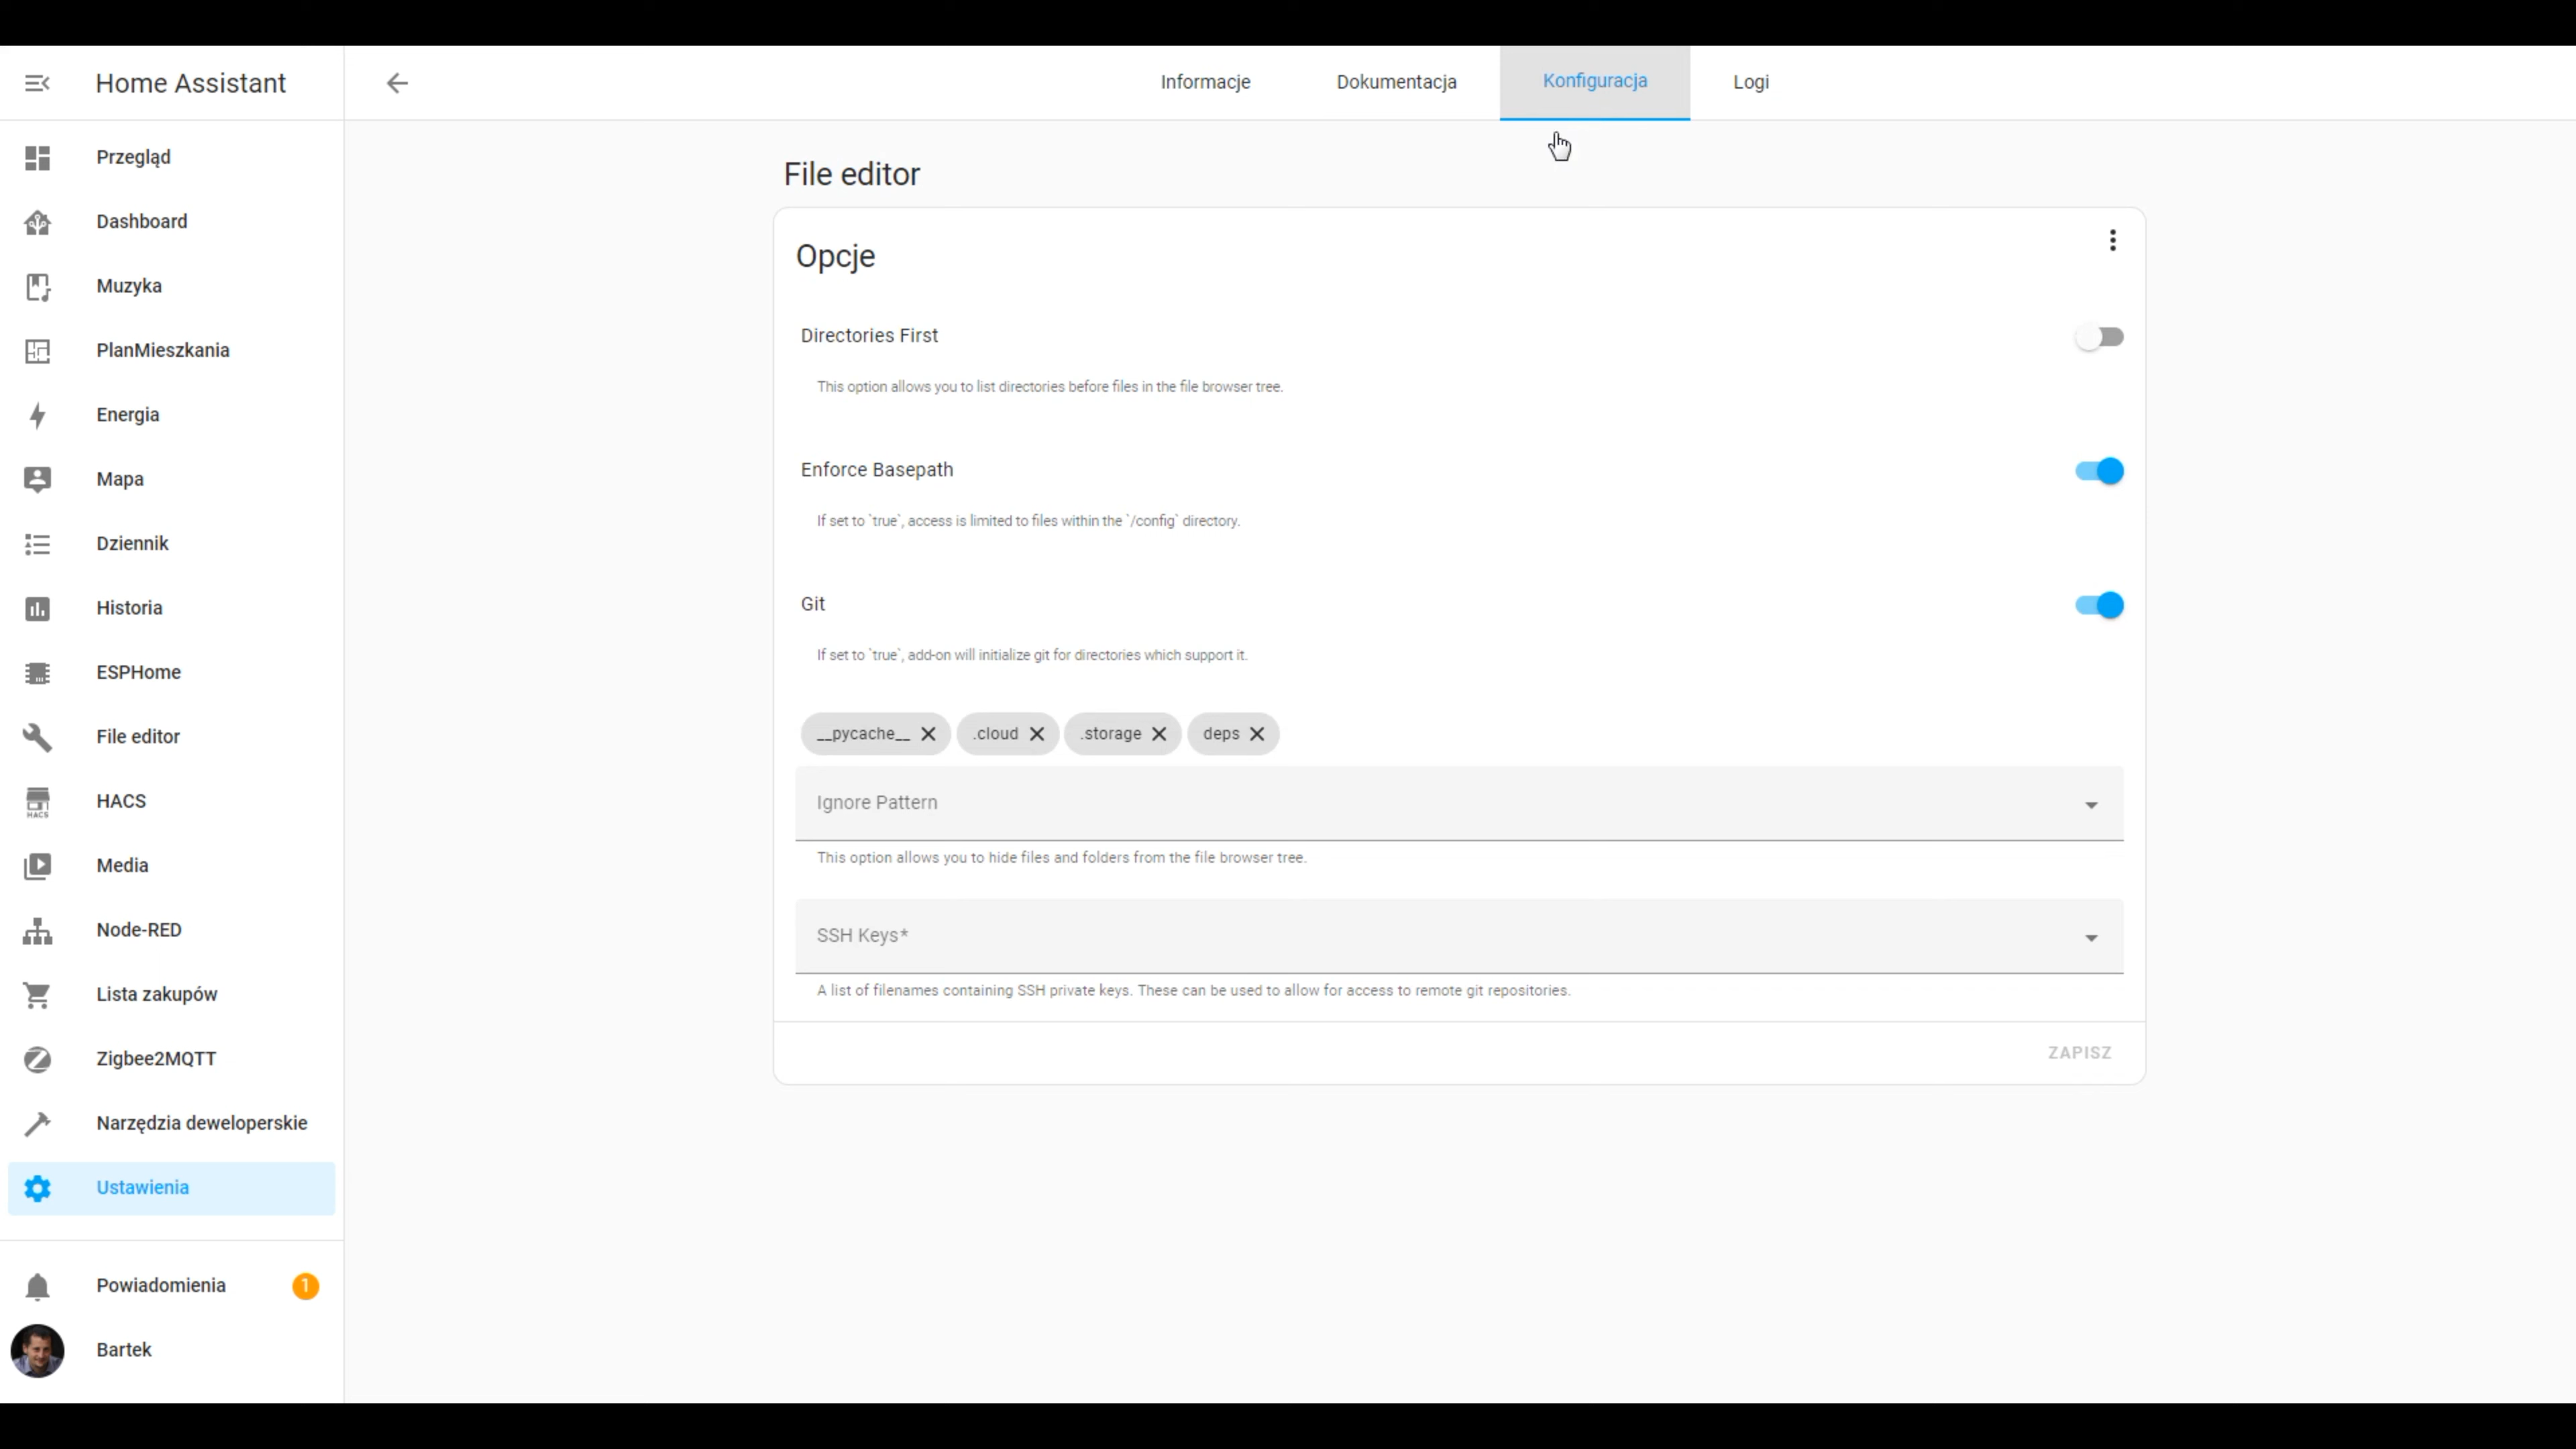 Home Assistant
Informacje
Dokumentacja
Konfiguracja
Logi
Przegląd
Dashboard
Muzyka
PlanMieszkania
Energia
Mapa
Dziennik
Historia
ESPHome
File editor
HACS
HACS
Media
Node-RED
Lista zakupów
Zigbee2MQTT
Narzędzia deweloperskie
Ustawienia
Powiadomienia 1
Bartek
File editor
Opcje
Directories First
This option allows you to list directories before files in the file browser tree.
Enforce Basepath
If set to `true`, access is limited to files within the `/config` directory.
Git
If set to `true`, add-on will initialize git for directories which support it.
__pycache__ .cloud .storage deps
Ignore Pattern
This option allows you to hide files and folders from the file browser tree.
SSH Keys*
A list of filenames containing SSH private keys. These can be used to allow for access to remote git repositories.
ZAPISZ